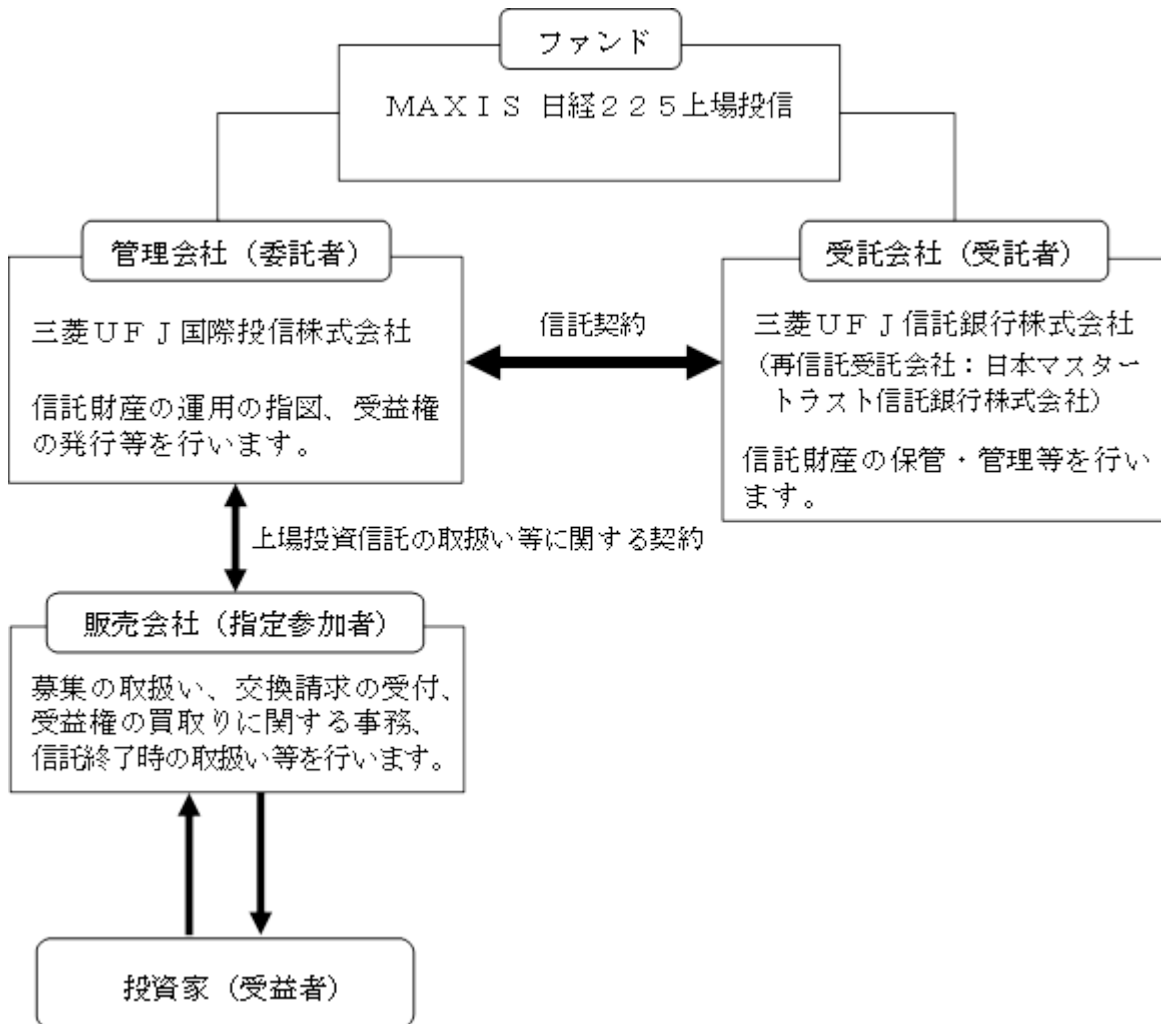 ファンド
ＭＡＸＩＳ 日経２２５上場投信
管理会社（委託者）
三菱ＵＦＪ国際投信株式会社
信託財産の運用の指図、受益権
の発行等を行います。
信託契約
受託会社（受託者）
三菱ＵＦＪ信託銀行株式会社
（再信託受託会社：日本マスター
トラスト信託銀行株式会社）
信託財産の保管・管理等を行い
ます。
上場投資信託の取扱い等に関する契約
販売会社（指定参加者）
募集の取扱い、交換請求の受付、
受益権の買取りに関する事務、
信託終了時の取扱い等を行います。
投資家（受益者）